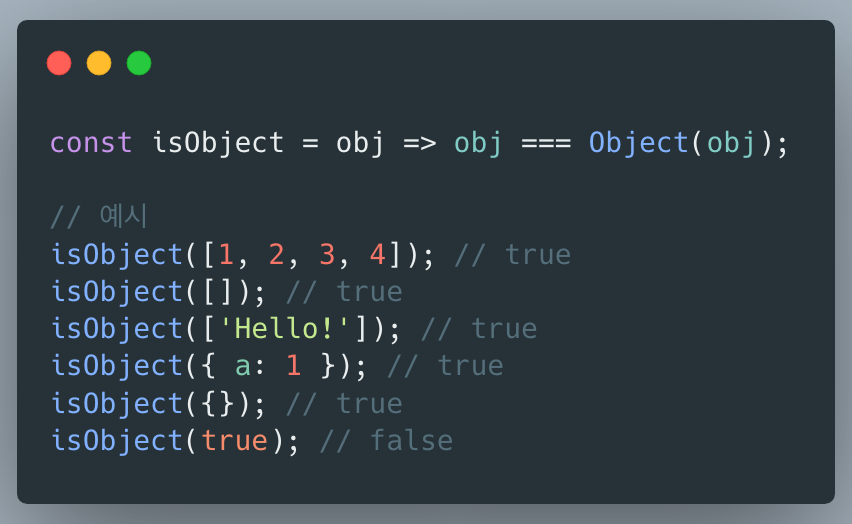 const isObject = obj => obj === Object(obj);
// 예시
isObject([1, 2, 3, 4]); // true
isObject([]); // true
isObject(['Hello!']); // true
isObject({ a: 1 }); // true
isObject({}); // true
isObject(true); // false